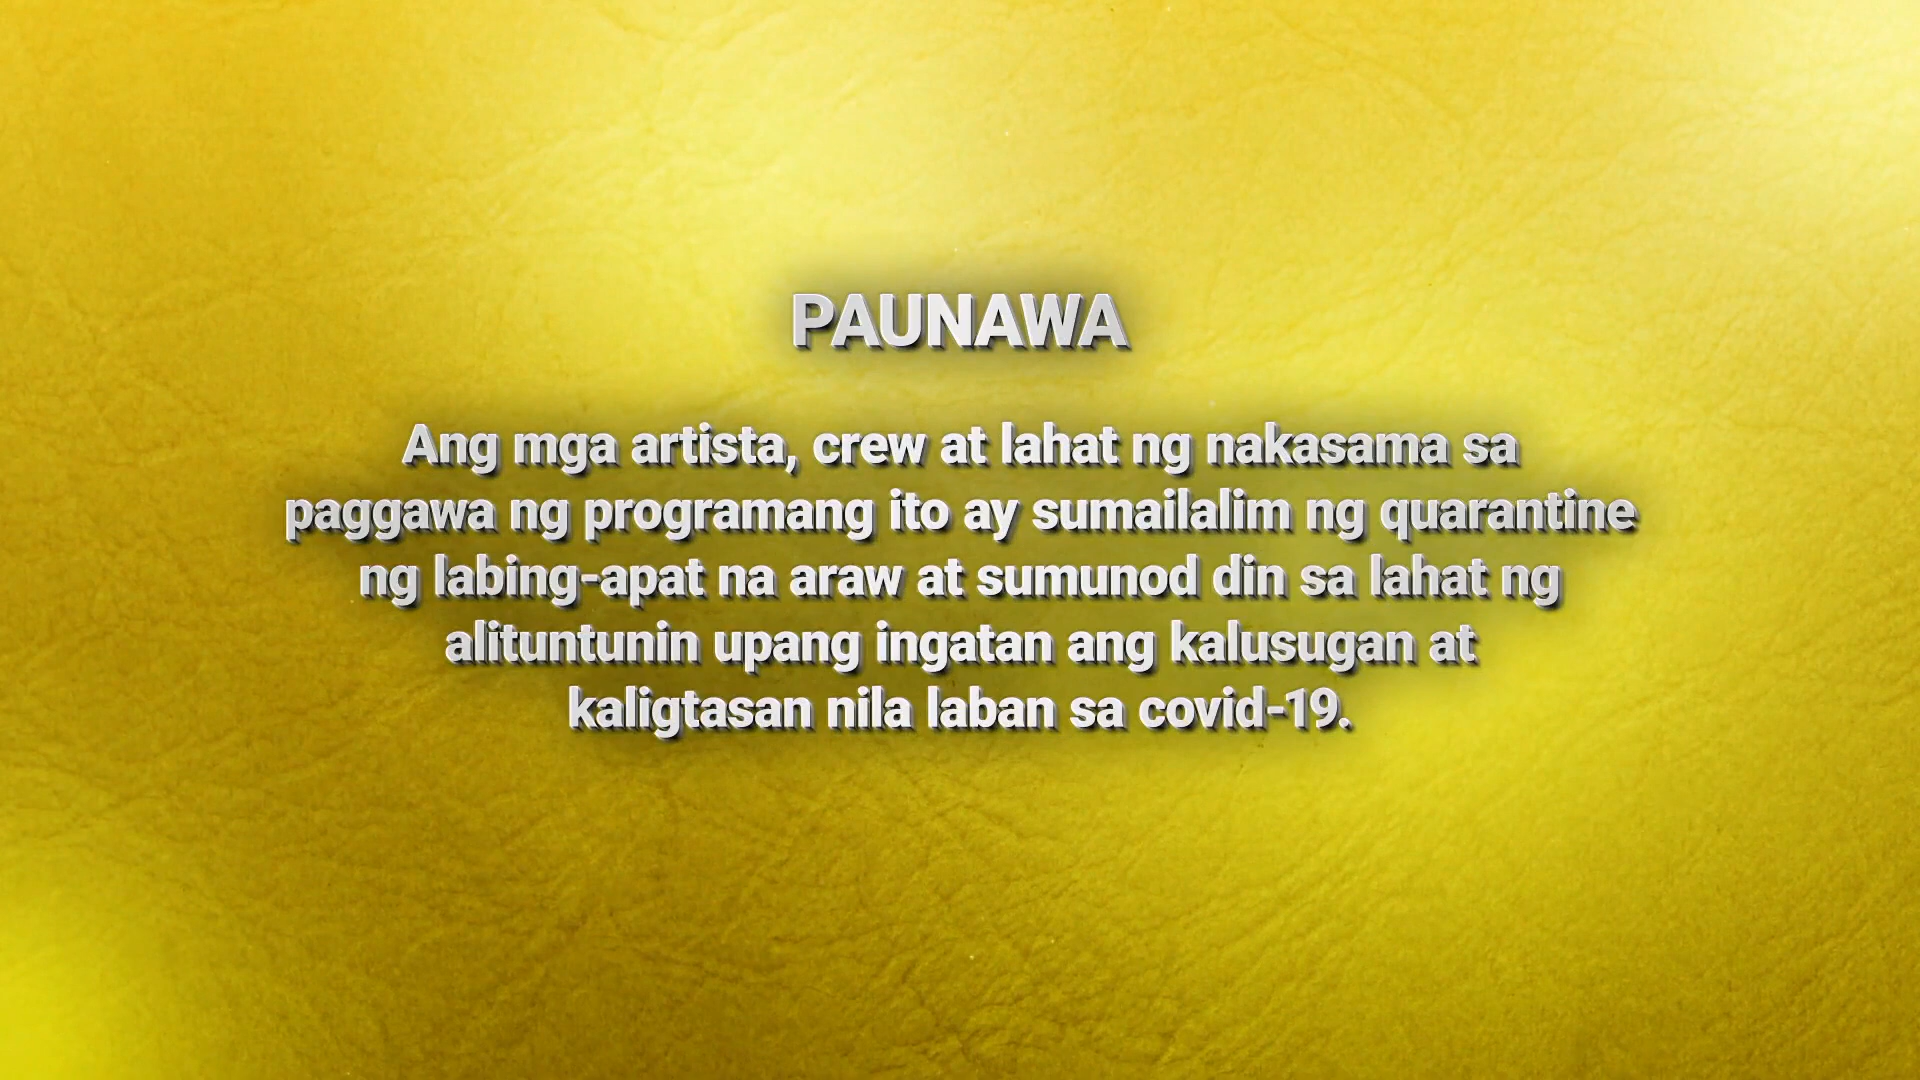 PAUNAWA
Ang mga artista, crew at lahat ng nakasama sa
paggawa ng programang ito ay sumailalim ng quarantine
ng labing-apat na araw at sumunod din sa lahat ng
alituntunin upang ingatan ang kalusugan at
kaligtasan nila laban sa covid-19.